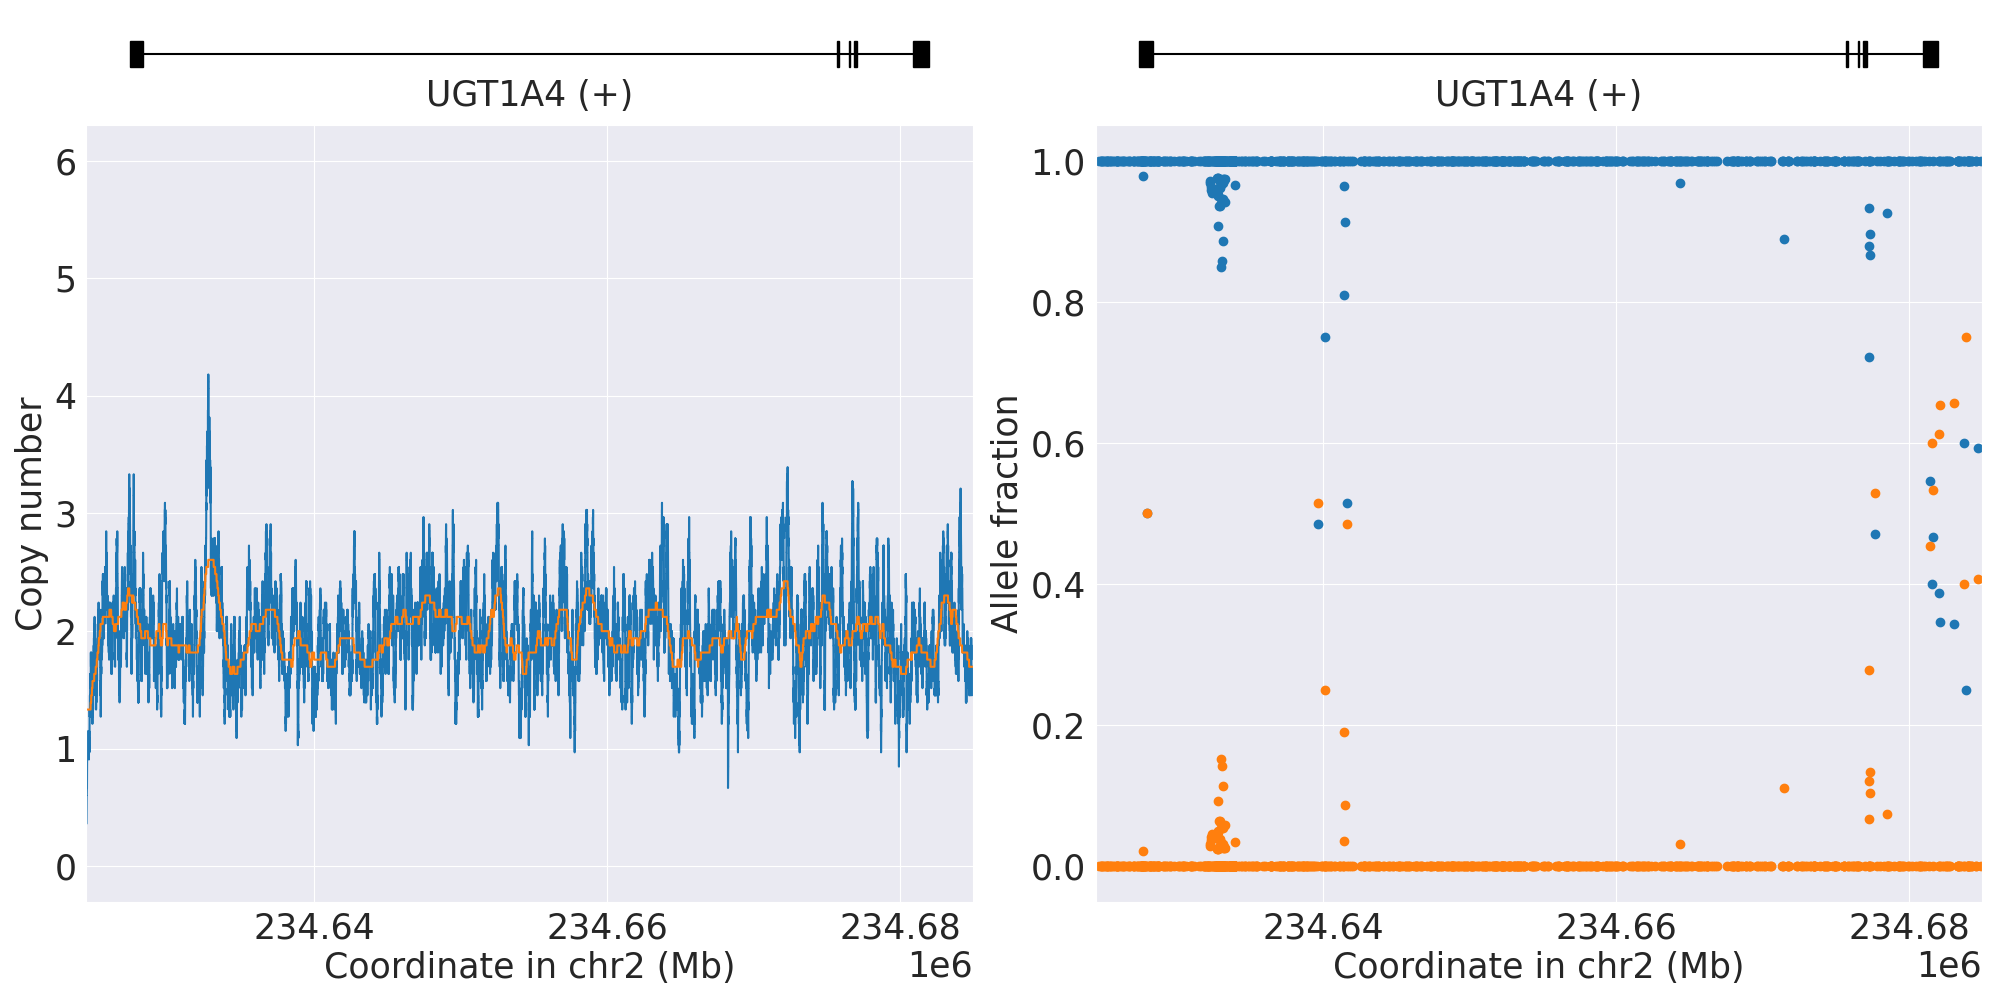 UGT1A4 (+)
Copy number
6
5
4
3
2
1
0
234.64
234.66
234.68
Coordinate in chr2 (Mb)
1e6
UGT1A4 (+)
Allele fraction
1.0
0.8
0.6
0.4
0.2
0.0
234.64
234.66
234.68
Coordinate in chr2 (Mb)
1e6